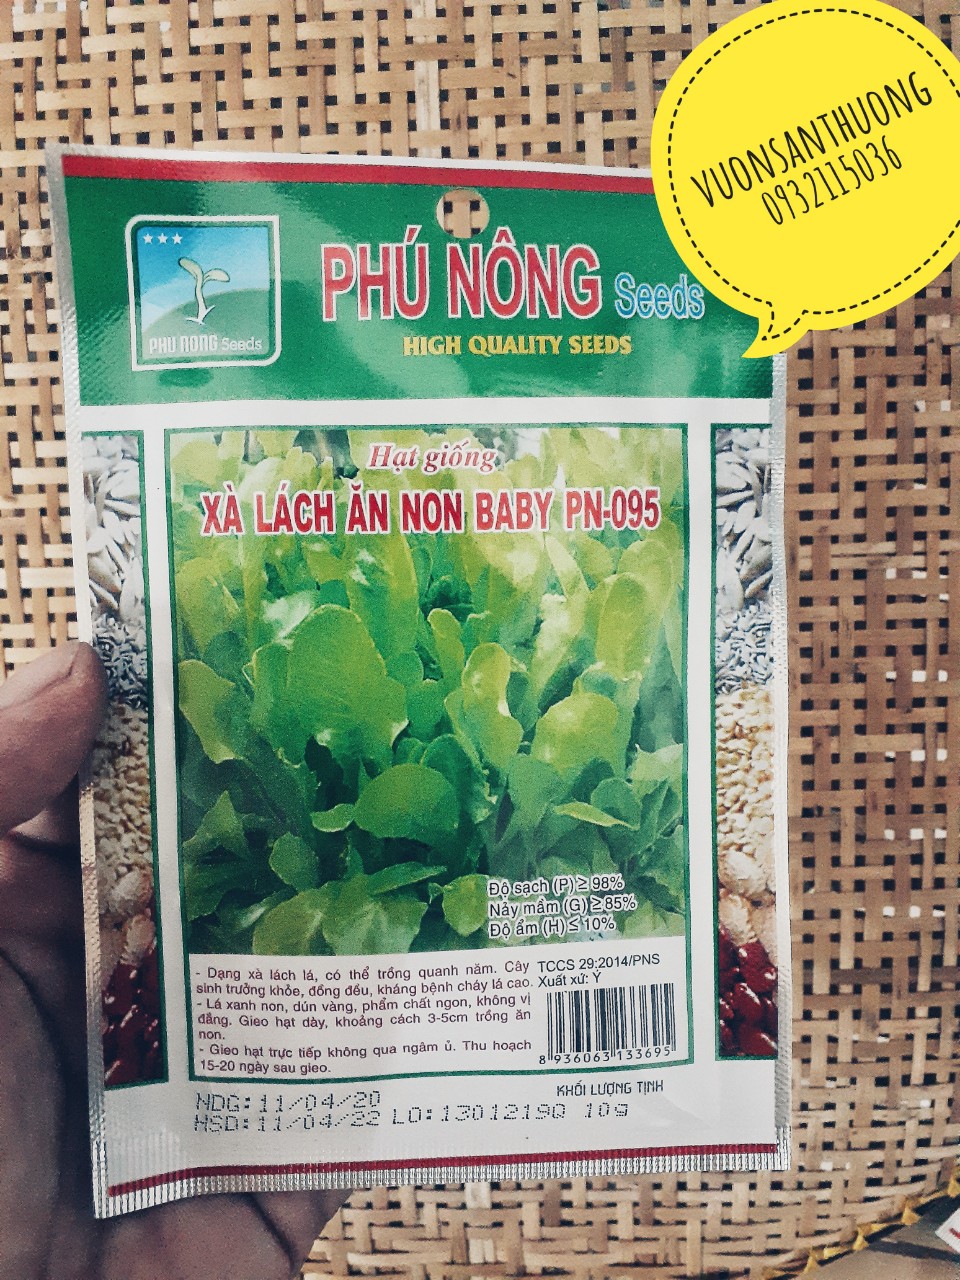 VUONSANTHUONG
0932115036
PHÚ NÔNG Seeds
HIGH QUALITY SEEDS
PHU NONG Seeds
Hạt giống
XÀ LÁCH ĂN NON BABY PN-095
Độ sạch (P) ≥ 98%
Nảy mầm (G) ≥ 85%
Độ ẩm (H) ≤ 10%
- Dạng xà lách lá, có thể trồng quanh năm. Cây
sinh trưởng khỏe, đồng đều, kháng bệnh cháy lá cao.
- Lá xanh non, dún vàng, phẩm chất ngon, không vị
đắng. Gieo hạt dày, khoảng cách 3-5cm trồng ăn
non.
- Gieo hạt trực tiếp không qua ngâm ủ. Thu hoạch
15-20 ngày sau gieo.
TCCS 29:2014/PNS
Xuất xứ: Ý
8 936063 133695
KHỐI LƯỢNG TỊNH
NDG: 11/04/20
HSD: 11/04/22 LO: 1301219Q 10g